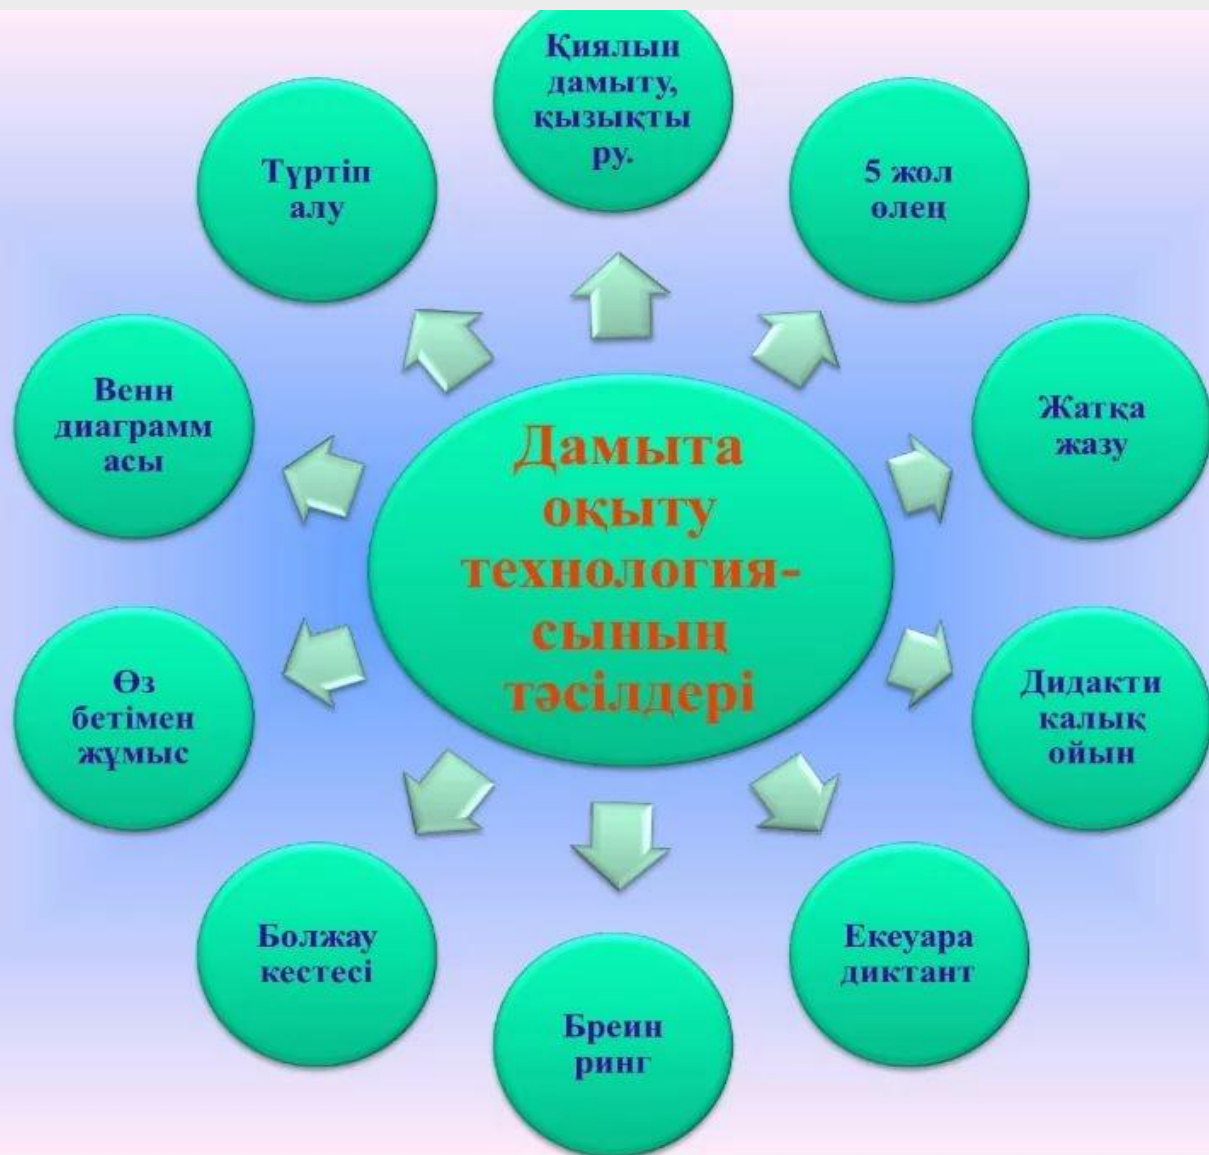 Қиялын
дамыту,
қызықты
ру.
5 жол
өлең
Жатқа
жазу
Дидакти
калық
ойын
Екеуара
диктант
Бреин
ринг
Болжау
кестесі
Өз
бетімен
жұмыс
Венн
диаграмм
асы
Түртіп
алу
Дамыта
оқыту
технология-
сының
тәсілдері